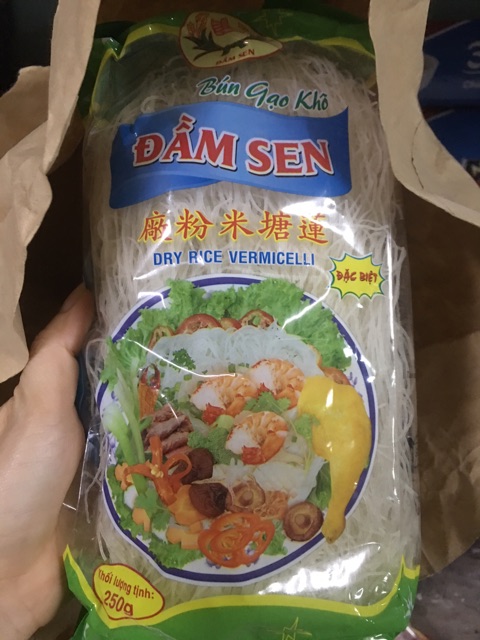 ĐẦM SEN
Bún Gạo Khô
ĐẦM SEN
廠粉米塘蓮
DRY RICE VERMICELLI
ĐẶC BIỆT
Khối lượng tịnh:
250g